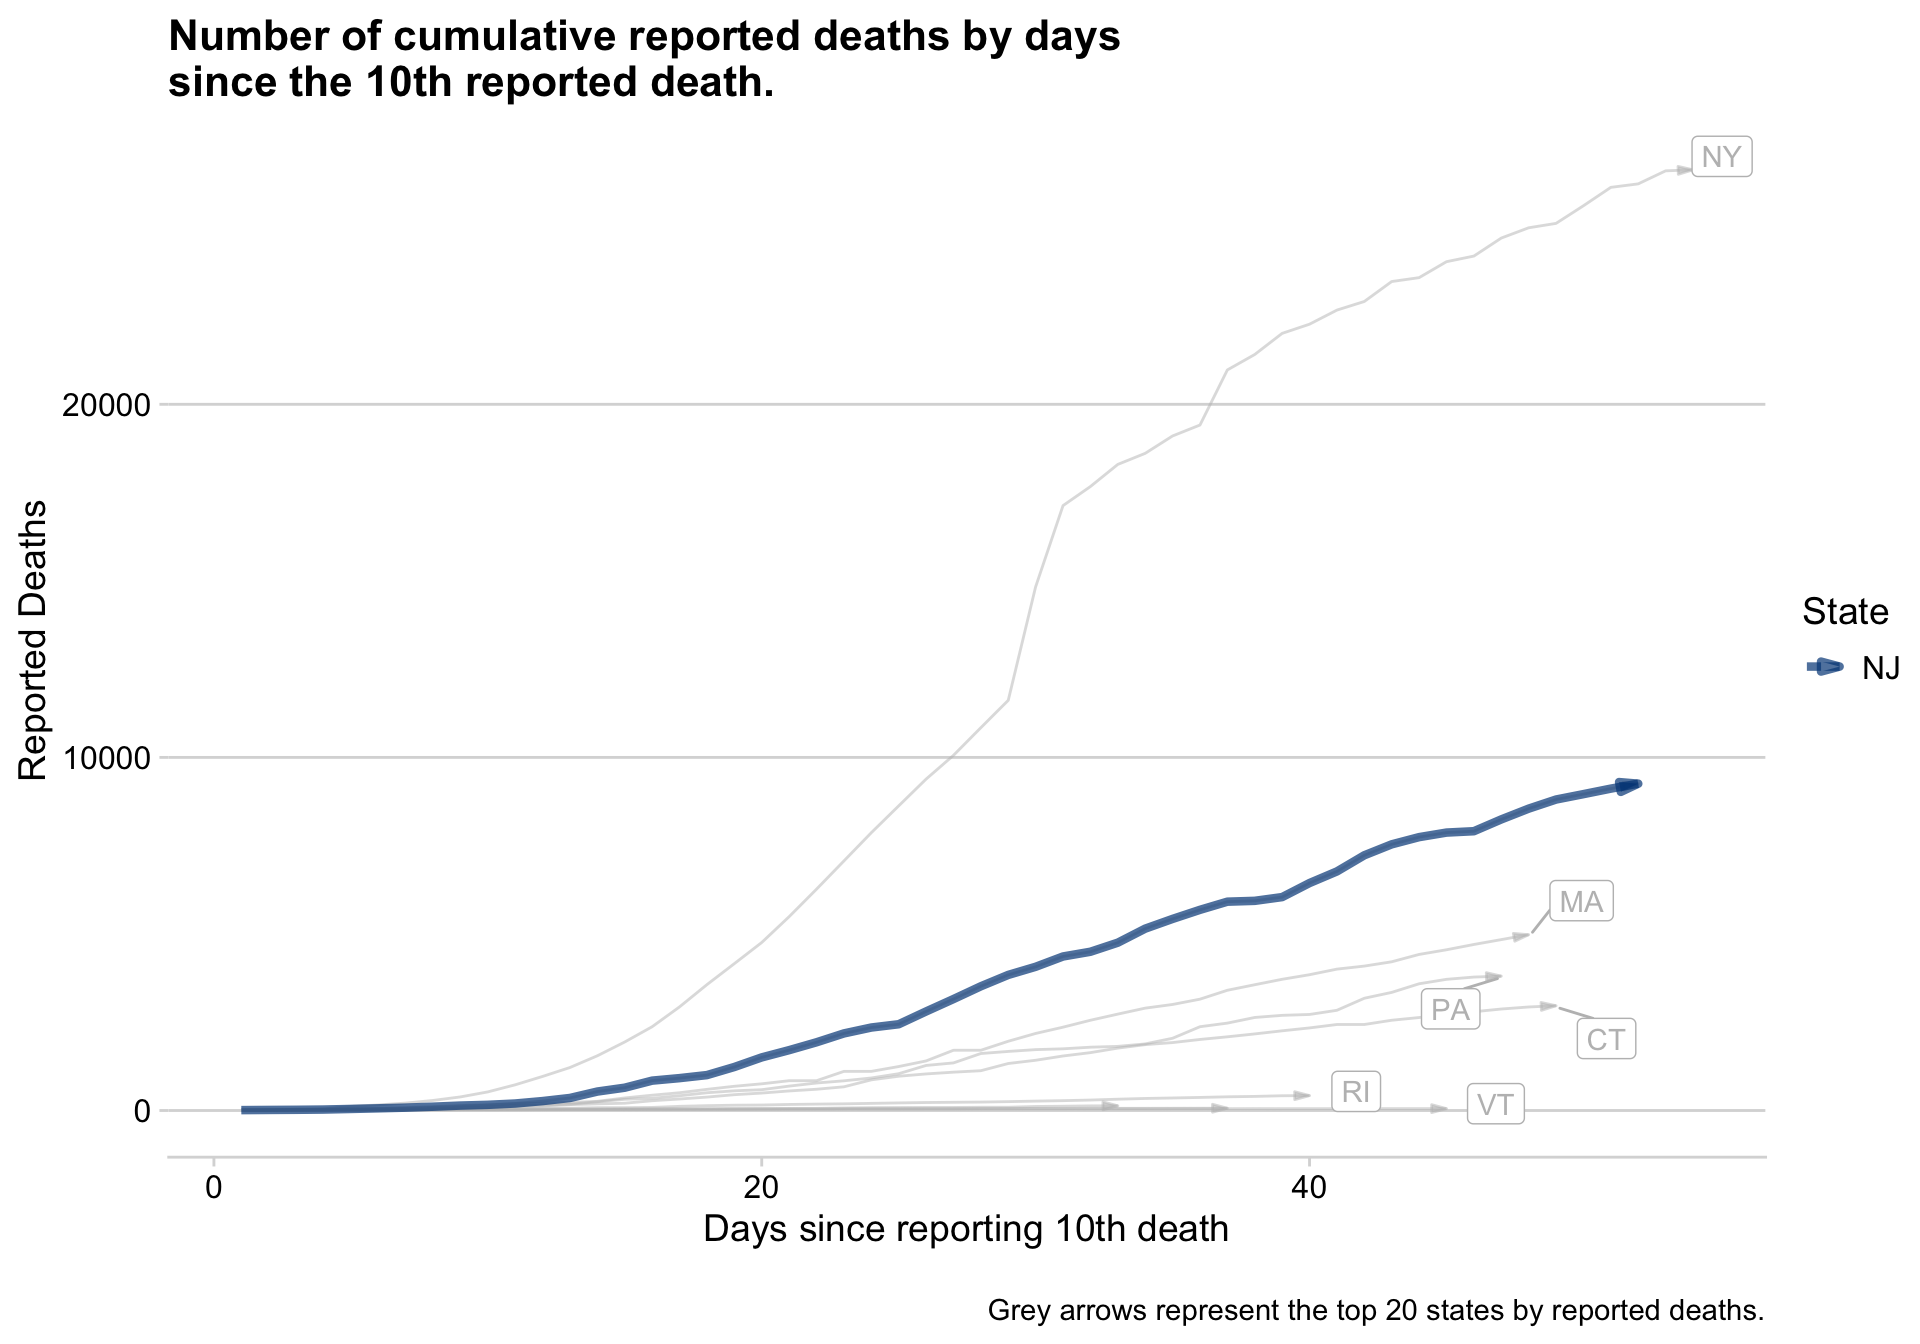 Number of cumulative reported deaths by days
since the 10th reported death.
NY
20000
Reported Deaths
State
NJ
10000
MA
PA
CT
RI
VT
0
0 20 40
Days since reporting 10th death
Grey arrows represent the top 20 states by reported deaths.